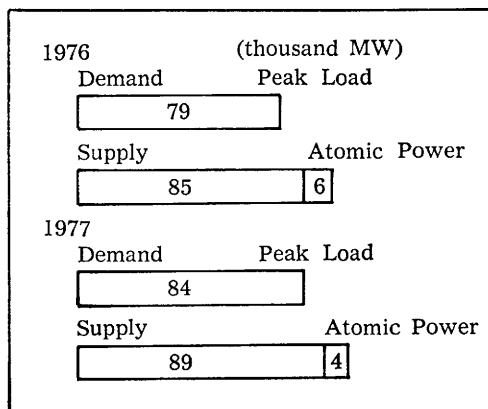 1976 (thousand MW)
Demand Peak Load
79
Supply Atomic Power
85 6
1977
Demand Peak Load
84
Supply Atomic Power
89 4